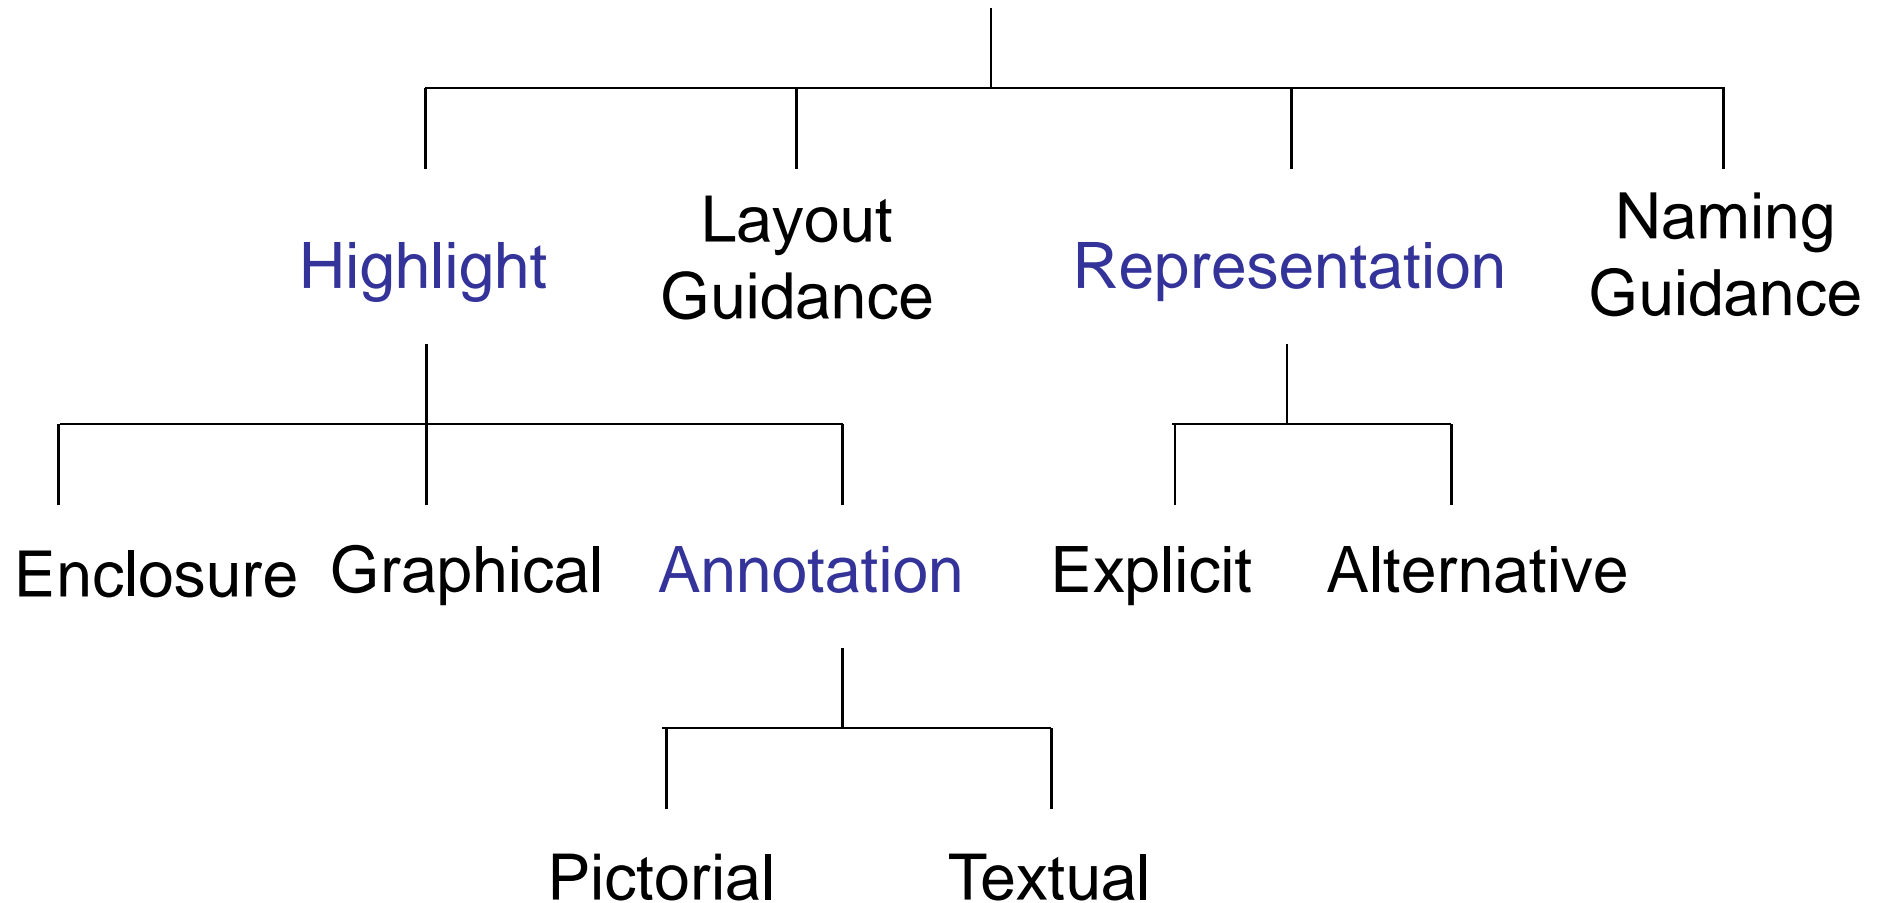 Highlight
Layout
Guidance
Representation
Naming
Guidance
Enclosure
Graphical
Annotation
Explicit
Alternative
Pictorial
Textual